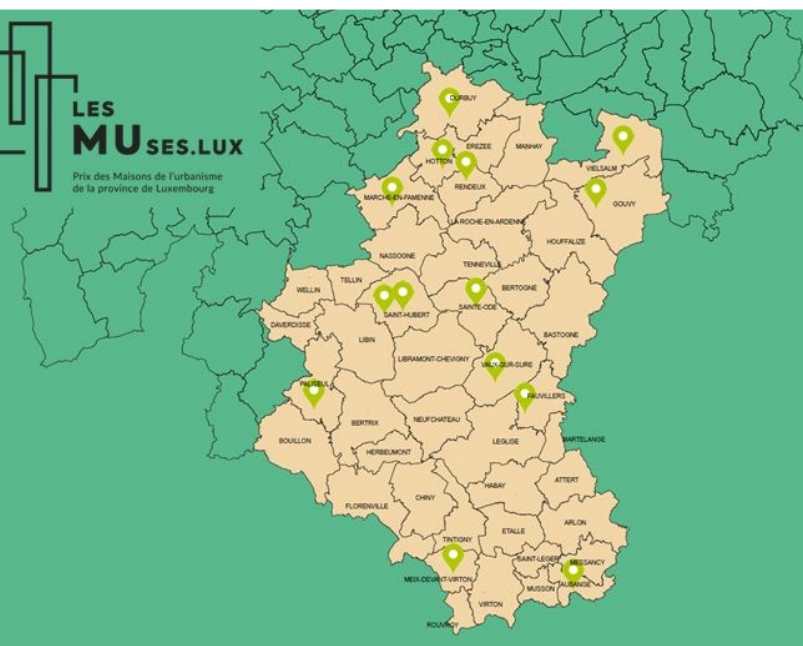 LES
MUSES.LUX
Prix des Maisons de l'urbanisme
de la province de Luxembourg
DURBUY
HOTTON
EREZEE
MANHAY
VIELSALM
RENDEUX
MARCHE-EN-FAMENNE
GOUVY
LA ROCHE-EN-ARDENNE
HOUFFALIZE
NASSOGNE
TENNEVILLE
TELLIN
WELLIN
BERTOGNE
SAINTE-ODE
SAINT-HUBERT
DAVERDISSE
BASTOGNE
LIBIN
LIBRAMONT-CHEVIGNY
VAUX-SUR-SURE
PALISEUL
FAUVILLERS
BERTRIX
NEUFCHATEAU
BOUILLON
LEGLISE
MARTELANGE
HERBEUMONT
ATTERT
HABAY
CHINY
FLORENVILLE
ARLON
ETALLE
TINTIGNY
SAINT-LEGER
MESSANCY
MEIX-DEVANT-VIRTON
AUBANGE
MUSSON
VIRTON
ROUVROY